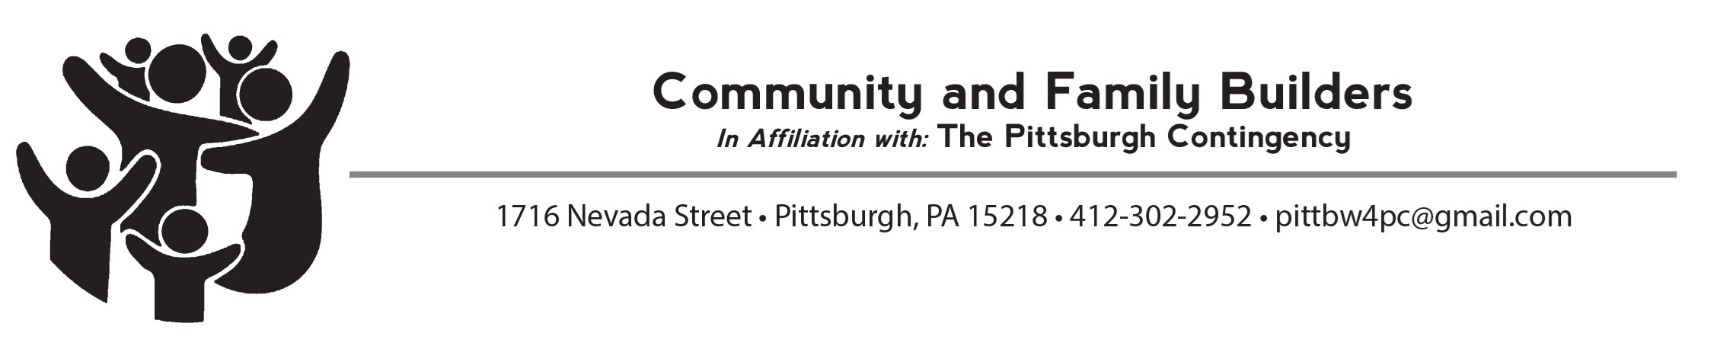 Community and Family Builders
In Affiliation with: The Pittsburgh Contingency
1716 Nevada Street • Pittsburgh, PA 15218 • 412-302-2952 • pittbw4pc@gmail.com